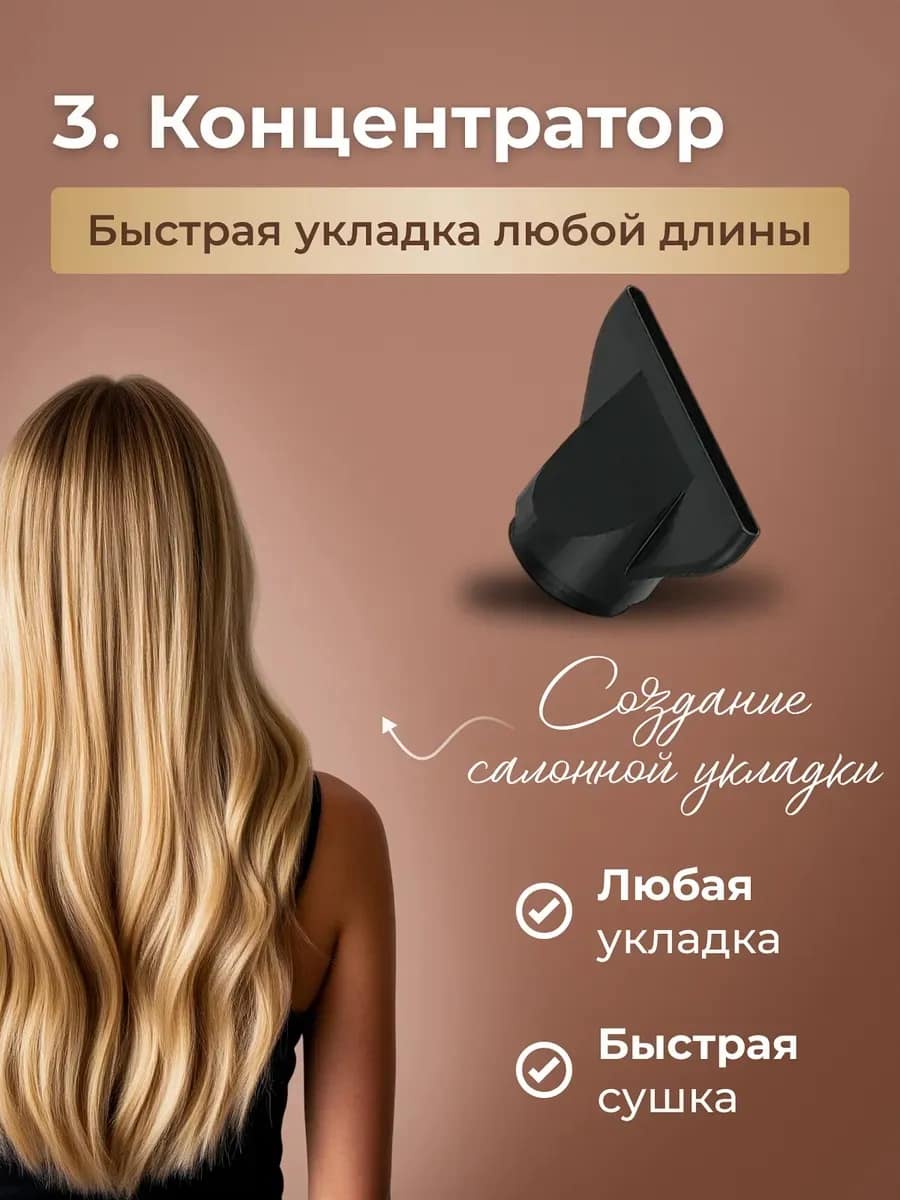 3. Концентратор
Быстрая укладка любой длины
Создание
салонной укладки
Любая
укладка
Быстрая
сушка